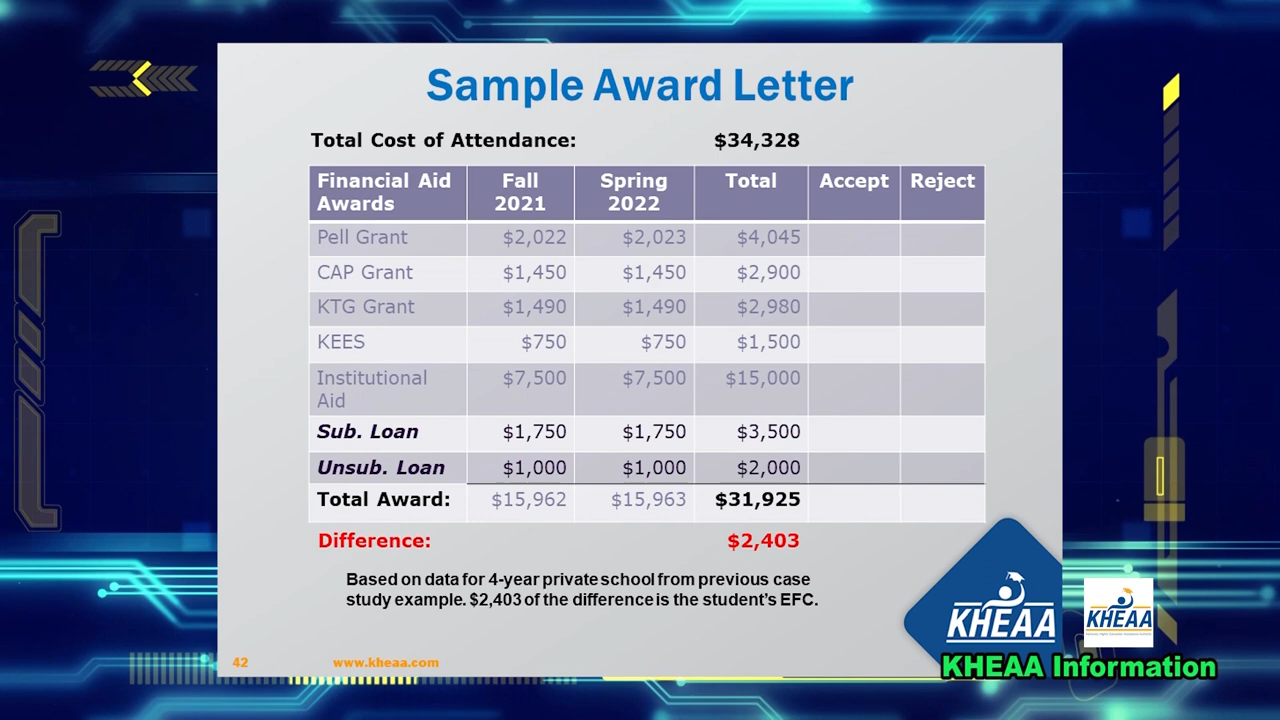 Sample Award Letter
Total Cost of Attendance: $34,328
Financial Aid Awards Fall 2021 Spring 2022 Total Accept Reject
Pell Grant $2,022 $2,023 $4,045
CAP Grant $1,450 $1,450 $2,900
KTG Grant $1,490 $1,490 $2,980
KEES $750 $750 $1,500
Institutional Aid $7,500 $7,500 $15,000
Sub. Loan $1,750 $1,750 $3,500
Unsub. Loan $1,000 $1,000 $2,000
Total Award: $15,962 $15,963 $31,925
Difference: $2,403
Based on data for 4-year private school from previous case
study example. $2,403 of the difference is the student's EFC.
KHEAA
KHEAA
42 www.kheaa.com
KHEAA Information